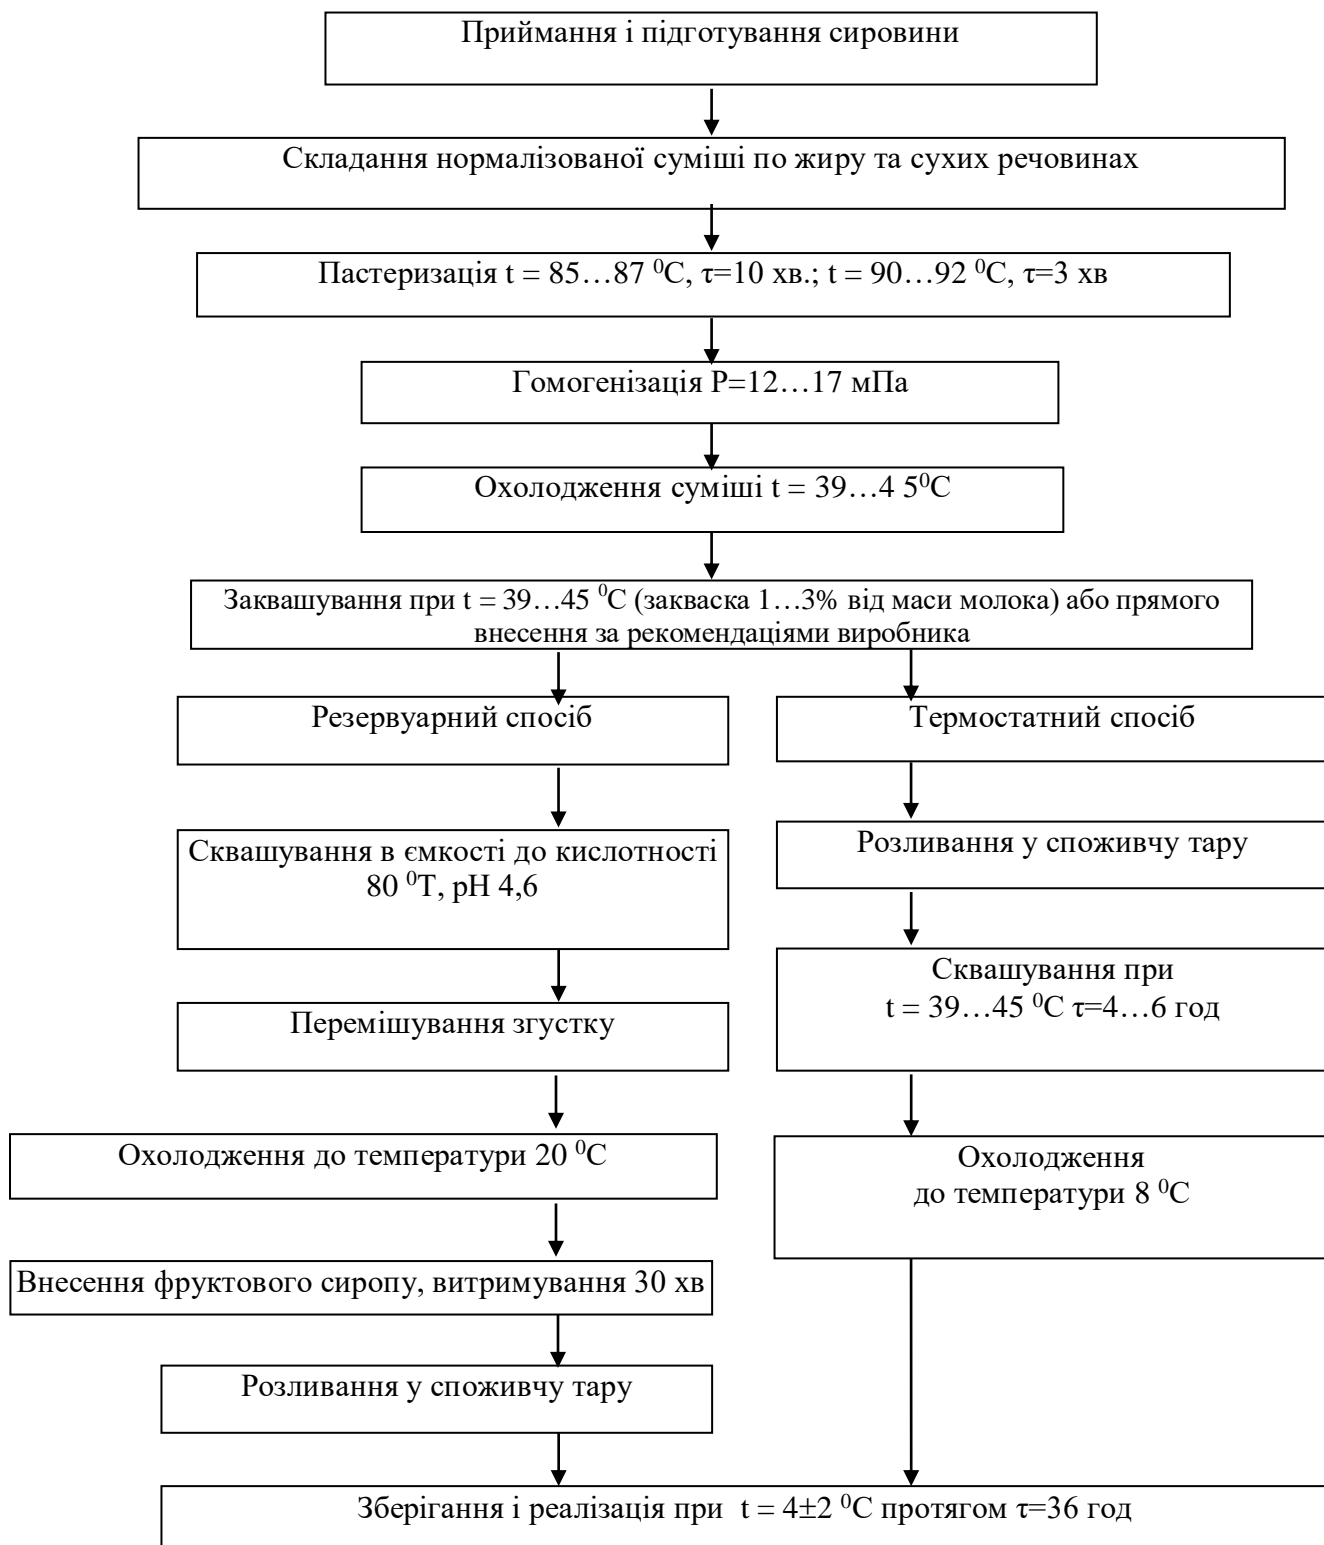 Приймання і підготування сировини
Складання нормалізованої суміші по жиру та сухих речовинах
Пастеризація t = 85…87 ⁰С, τ=10 хв.; t = 90…92 ⁰С, τ=3 хв
Гомогенізація Р=12…17 мПа
Охолодження суміші t = 39…4 5⁰С
Заквашування при t = 39…45 ⁰С (закваска 1…3% від маси молока) або прямого
внесення за рекомендаціями виробника
Резервуарний спосіб
Сквашування в ємкості до кислотності
80 ⁰Т, рН 4,6
Перемішування згустку
Охолодження до температури 20 ⁰С
Внесення фруктового сиропу, витримування 30 хв
Розливання у споживчу тару
Термостатний спосіб
Розливання у споживчу тару
Сквашування при
t = 39…45 ⁰С τ=4…6 год
Охолодження
до температури 8 ⁰С
Зберігання і реалізація при t = 4±2 ⁰С протягом τ=36 год